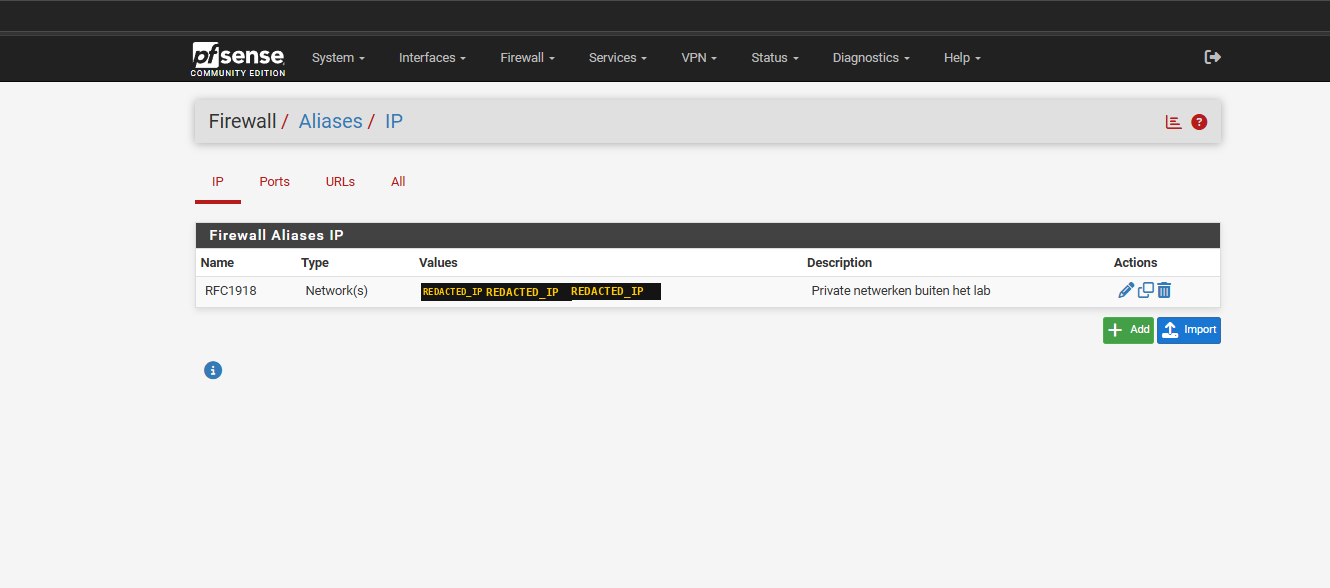 pfsense System Interfaces Firewall Services VPN Status Diagnostics Help
COMMUNITY EDITION
Firewall / Aliases / IP
IP Ports URLs All
Firewall Aliases IP
Name Type Values Description Actions
RFC1918 Network(s) REDACTED_IP REDACTED_IP REDACTED_IP Private netwerken buiten het lab
Add Import